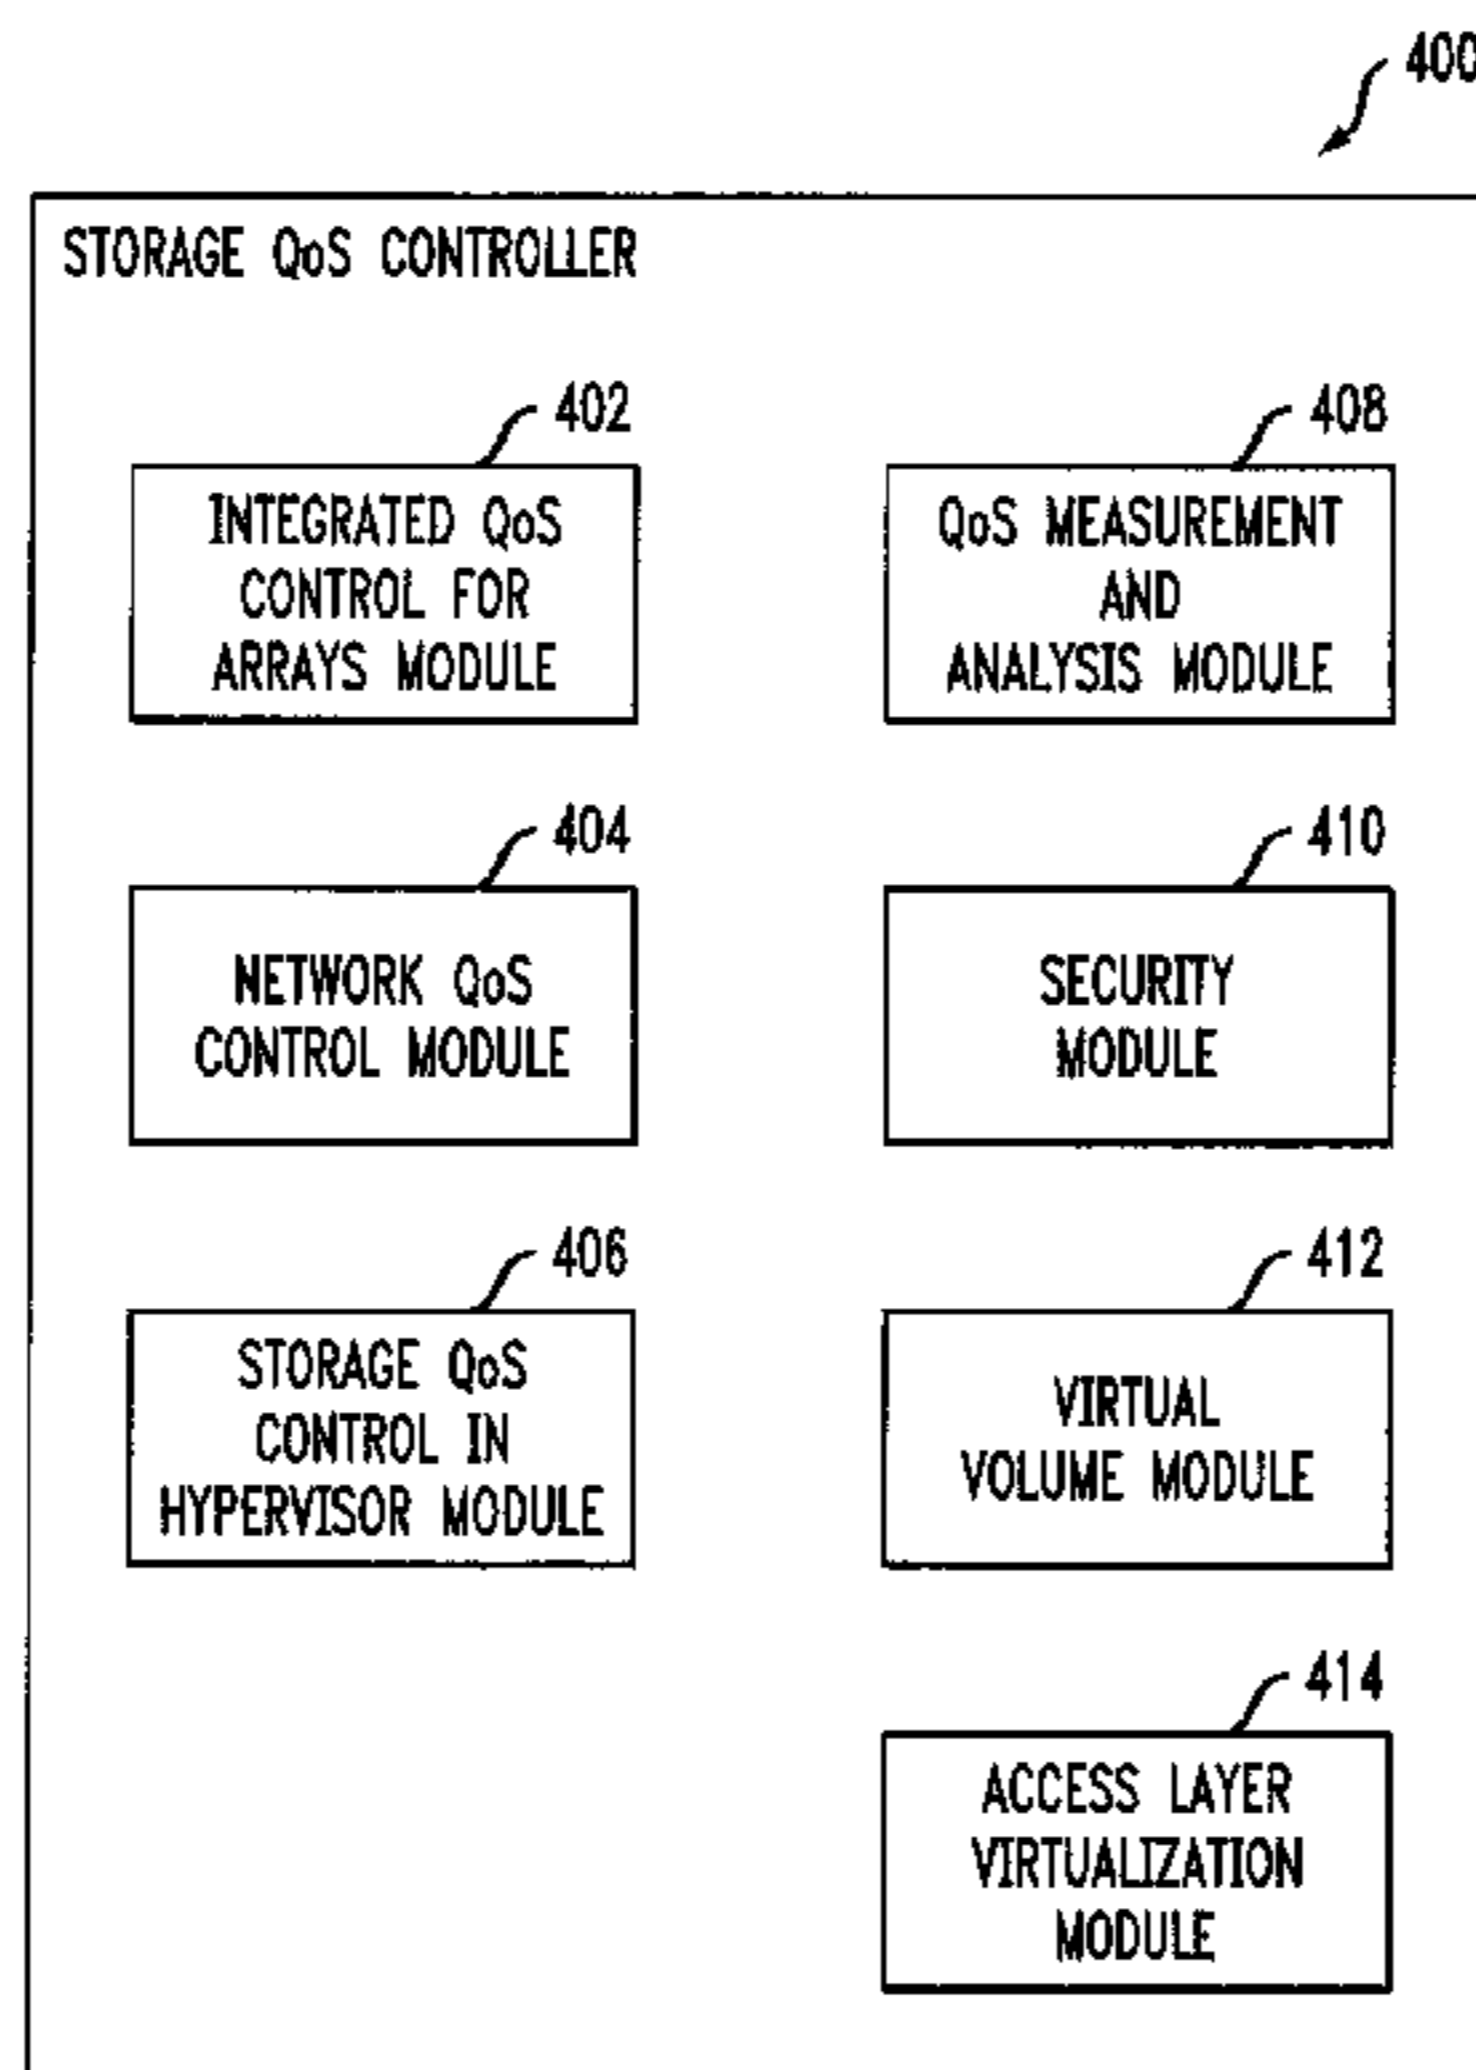 400
STORAGE QoS CONTROLLER
402
INTEGRATED QoS
CONTROL FOR
ARRAYS MODULE
408
QoS MEASUREMENT
AND
ANALYSIS MODULE
404
NETWORK QoS
CONTROL MODULE
410
SECURITY
MODULE
406
STORAGE QoS
CONTROL IN
HYPERVISOR MODULE
412
VIRTUAL
VOLUME MODULE
414
ACCESS LAYER
VIRTUALIZATION
MODULE